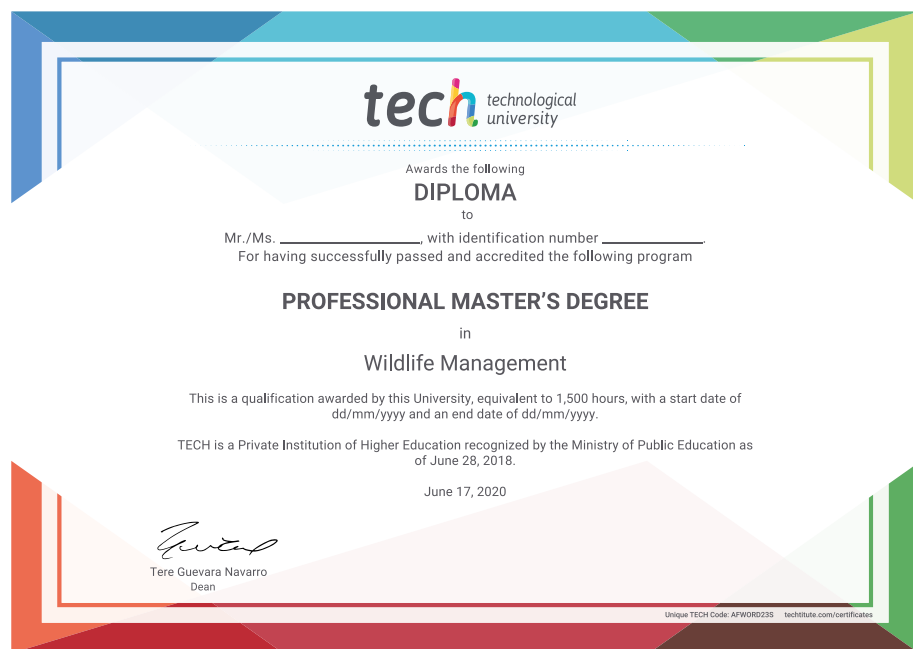 tech technological
university
Awards the following
DIPLOMA
to
Mr./Ms. ____________________, with identification number ______________.
For having successfully passed and accredited the following program
PROFESSIONAL MASTER'S DEGREE
in
Wildlife Management
This is a qualification awarded by this University, equivalent to 1,500 hours, with a start date of
dd/mm/yyyy and an end date of dd/mm/yyyy.
TECH is a Private Institution of Higher Education recognized by the Ministry of Public Education as
of June 28, 2018.
June 17, 2020
Tere Guevara Navarro
Dean
Unique TECH Code: AFWORD23S techtitute.com/certificates